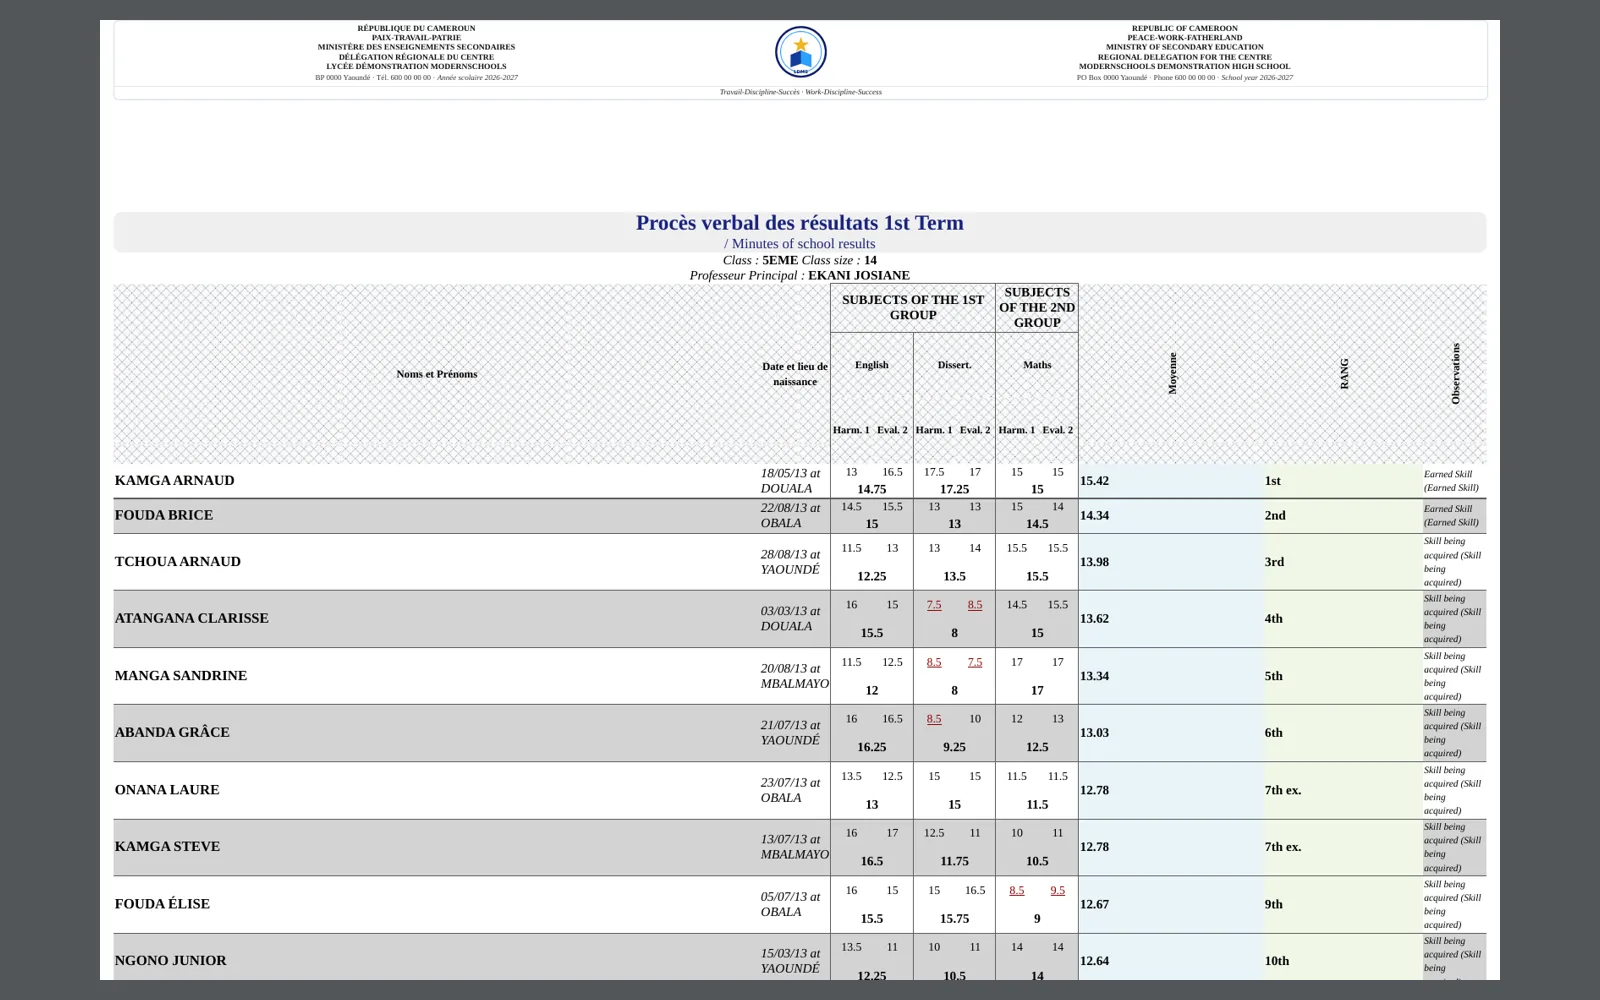 RÉPUBLIQUE DU CAMEROUN
PAIX-TRAVAIL-PATRIE
MINISTÈRE DES ENSEIGNEMENTS SECONDAIRES
DÉLÉGATION RÉGIONALE DU CENTRE
LYCÉE DÉMONSTRATION MODERNSCHOOLS
BP 0000 Yaoundé · Tél. 600 00 00 00 · Année scolaire 2026-2027
LDMS
REPUBLIC OF CAMEROON
PEACE-WORK-FATHERLAND
MINISTRY OF SECONDARY EDUCATION
REGIONAL DELEGATION FOR THE CENTRE
MODERNSCHOOLS DEMONSTRATION HIGH SCHOOL
PO Box 0000 Yaoundé · Phone 600 00 00 00 · School year 2026-2027
Travail-Discipline-Succès · Work-Discipline-Success
Procès verbal des résultats 1st Term
/ Minutes of school results
Class : 5EME Class size : 14
Professeur Principal : EKANI JOSIANE
Noms et Prénoms
Date et lieu de
naissance
SUBJECTS OF THE 1ST
GROUP
SUBJECTS
OF THE 2ND
GROUP
English Dissert. Maths
Harm. 1 Eval. 2 Harm. 1 Eval. 2 Harm. 1 Eval. 2
Moyenne
RANG
Observations
KAMGA ARNAUD
18/05/13 at
DOUALA
13 16.5 17.5 17 15 15
14.75 17.25 15
15.42
1st
Earned Skill
(Earned Skill)
FOUDA BRICE
22/08/13 at
OBALA
14.5 15.5 13 13 15 14
15 13 14.5
14.34
2nd
Earned Skill
(Earned Skill)
TCHOUA ARNAUD
28/08/13 at
YAOUNDÉ
11.5 13 13 14 15.5 15.5
12.25 13.5 15.5
13.98
3rd
Skill being
acquired (Skill
being
acquired)
ATANGANA CLARISSE
03/03/13 at
DOUALA
16 15 7.5 8.5 14.5 15.5
15.5 8 15
13.62
4th
Skill being
acquired (Skill
being
acquired)
MANGA SANDRINE
20/08/13 at
MBALMAYO
11.5 12.5 8.5 7.5 17 17
12 8 17
13.34
5th
Skill being
acquired (Skill
being
acquired)
ABANDA GRÂCE
21/07/13 at
YAOUNDÉ
16 16.5 8.5 10 12 13
16.25 9.25 12.5
13.03
6th
Skill being
acquired (Skill
being
acquired)
ONANA LAURE
23/07/13 at
OBALA
13.5 12.5 15 15 11.5 11.5
13 15 11.5
12.78
7th ex.
Skill being
acquired (Skill
being
acquired)
KAMGA STEVE
13/07/13 at
MBALMAYO
16 17 12.5 11 10 11
16.5 11.75 10.5
12.78
7th ex.
Skill being
acquired (Skill
being
acquired)
FOUDA ÉLISE
05/07/13 at
OBALA
16 15 15 16.5 8.5 9.5
15.5 15.75 9
12.67
9th
Skill being
acquired (Skill
being
acquired)
NGONO JUNIOR
15/03/13 at
YAOUNDÉ
13.5 11 10 11 14 14
12.25 10.5 14
12.64
10th
Skill being
acquired (Skill
being